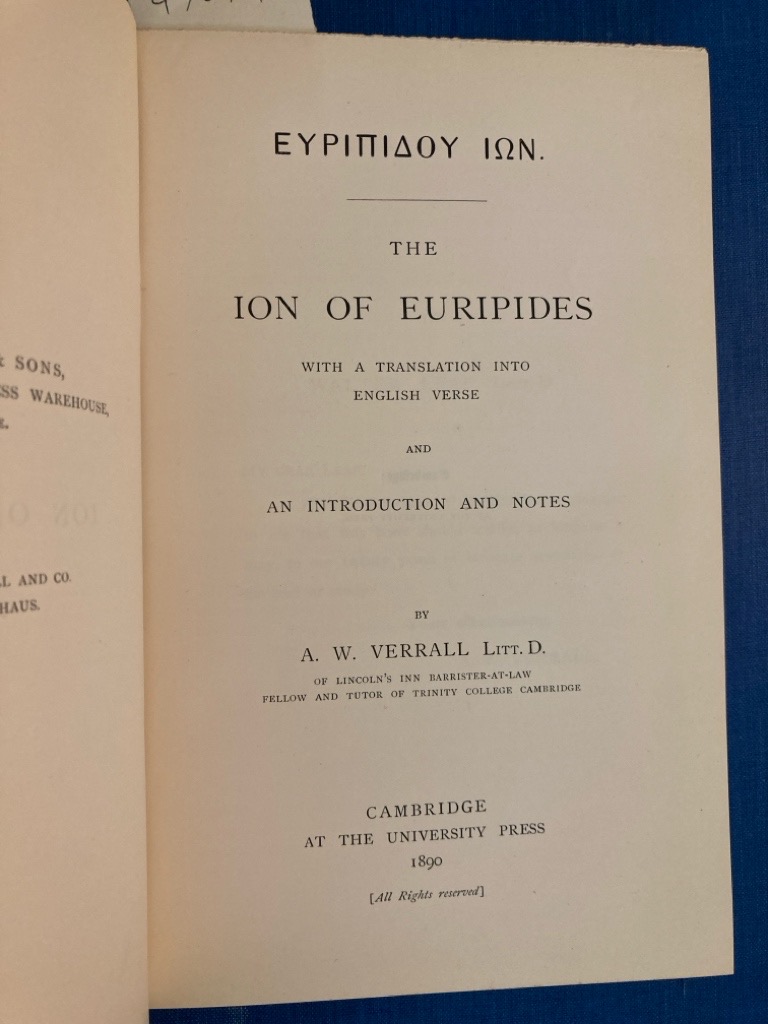 SONS,
WAREHOUSE,
AND CO.
HAUS.
ΕΥΡΙΠΙΔΟΥ ΙΩΝ.
THE
ION OF EURIPIDES
WITH A TRANSLATION INTO
ENGLISH VERSE
AND
AN INTRODUCTION AND NOTES
BY
A. W. VERRALL LITT. D.
OF LINCOLN'S INN BARRISTER-AT-LAW
FELLOW AND TUTOR OF TRINITY COLLEGE CAMBRIDGE
CAMBRIDGE
AT THE UNIVERSITY PRESS
1890
[All Rights reserved]